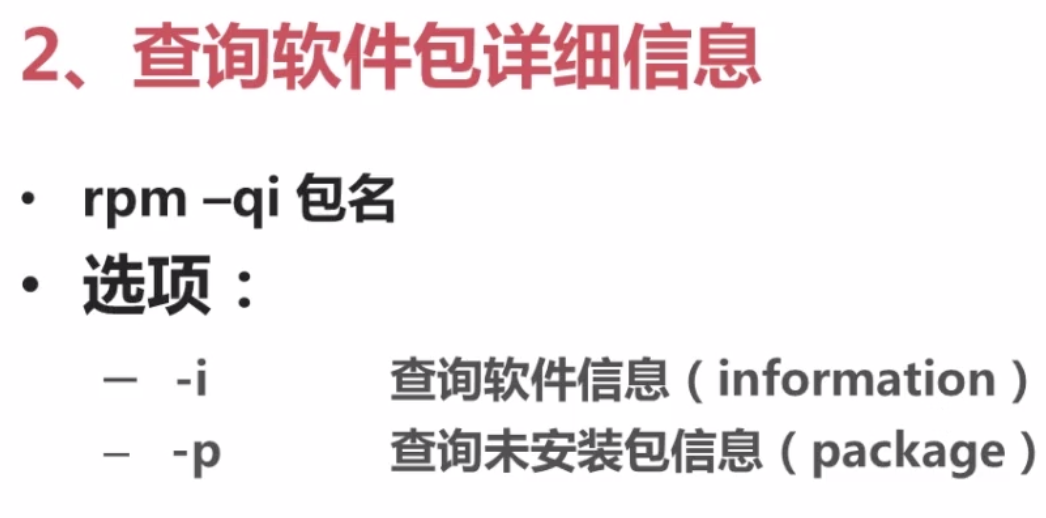 2、查询软件包详细信息
• rpm –qi 包名
• 选项：
– -i 查询软件信息（information）
– -p 查询未安装包信息（package）